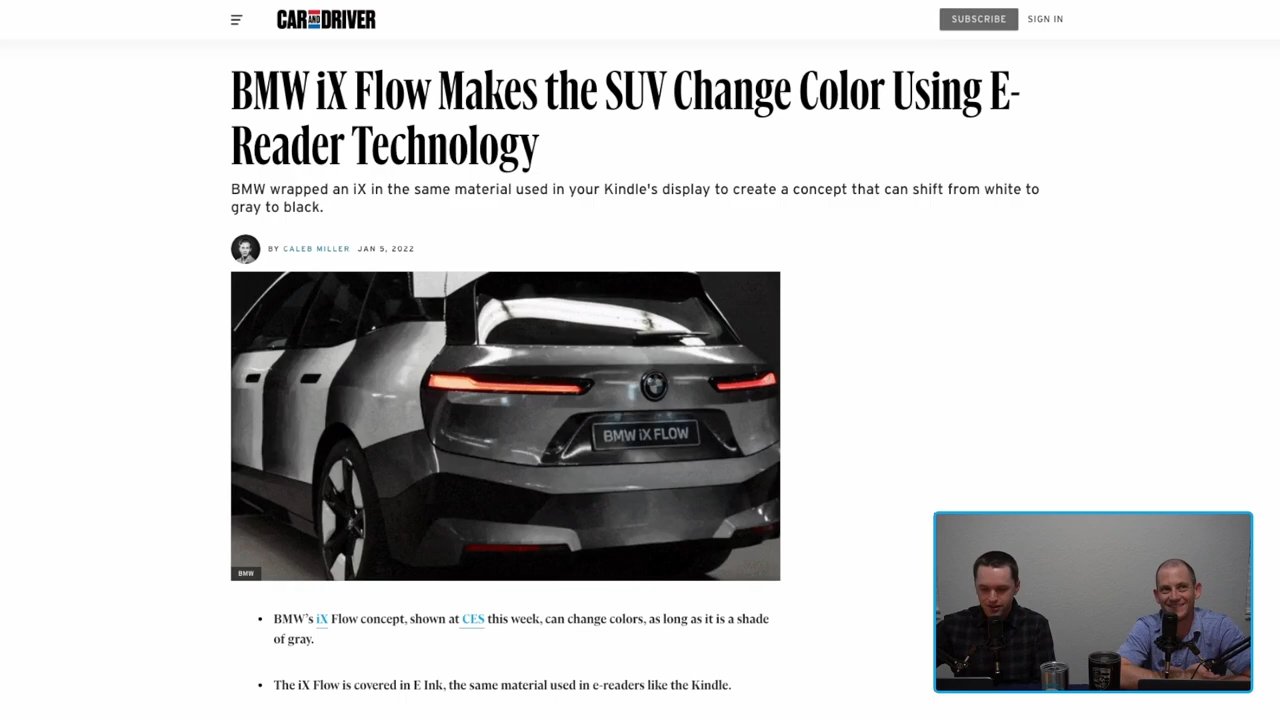 CAR AND DRIVER
SUBSCRIBE
SIGN IN
BMW iX Flow Makes the SUV Change Color Using E-
Reader Technology
BMW wrapped an iX in the same material used in your Kindle's display to create a concept that can shift from white to
gray to black.
BY CALEB MILLER JAN 5, 2022
BMW iX FLOW
BMW
• BMW's iX Flow concept, shown at CES this week, can change colors, as long as it is a shade
of gray.
• The iX Flow is covered in E Ink, the same material used in e-readers like the Kindle.